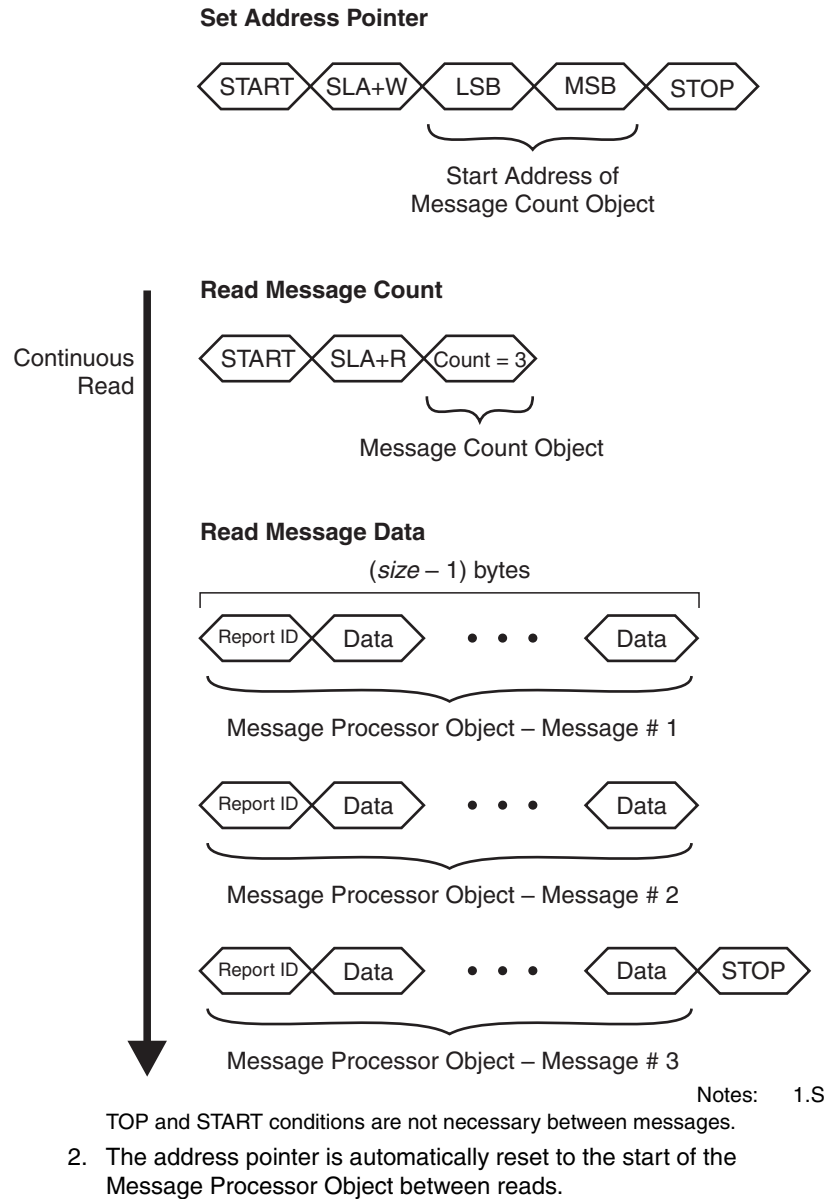 Set Address Pointer
START SLA+W LSB MSB STOP
Start Address of
Message Count Object
Read Message Count
Continuous
Read
START SLA+R Count = 3
Message Count Object
Read Message Data
(size – 1) bytes
Report ID Data • • • Data
Message Processor Object – Message # 1
Report ID Data • • • Data
Message Processor Object – Message # 2
Report ID Data • • • Data STOP
Message Processor Object – Message # 3
Notes: 1.S
TOP and START conditions are not necessary between messages.
2. The address pointer is automatically reset to the start of the
Message Processor Object between reads.